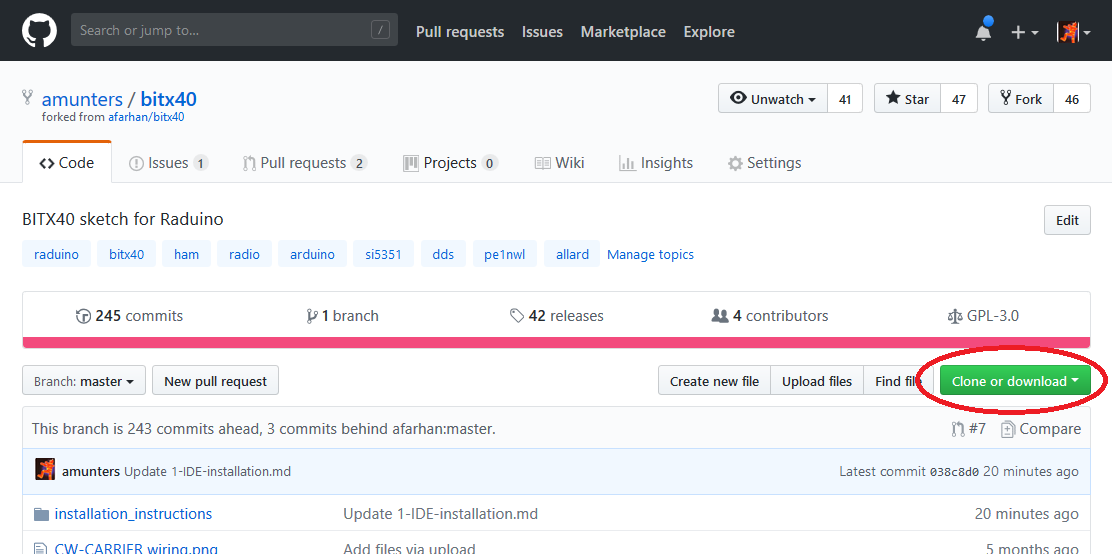 Search or jump to... / Pull requests Issues Marketplace Explore
amunters / bitx40 Unwatch 41 Star 47 Fork 46
forked from afarhan/bitx40
Code Issues 1 Pull requests 2 Projects 0 Wiki Insights Settings
BITX40 sketch for Raduino Edit
raduino bitx40 ham radio arduino si5351 dds pe1nwl allard Manage topics
245 commits 1 branch 42 releases 4 contributors GPL-3.0
Branch: master New pull request Create new file Upload files Find file Clone or download
This branch is 243 commits ahead, 3 commits behind afarhan:master. #7 Compare
amunters Update 1-IDE-installation.md Latest commit 038c8d0 20 minutes ago
installation_instructions Update 1-IDE-installation.md 20 minutes ago
CW-CARRIER wiring.png Add files via upload 5 months ago